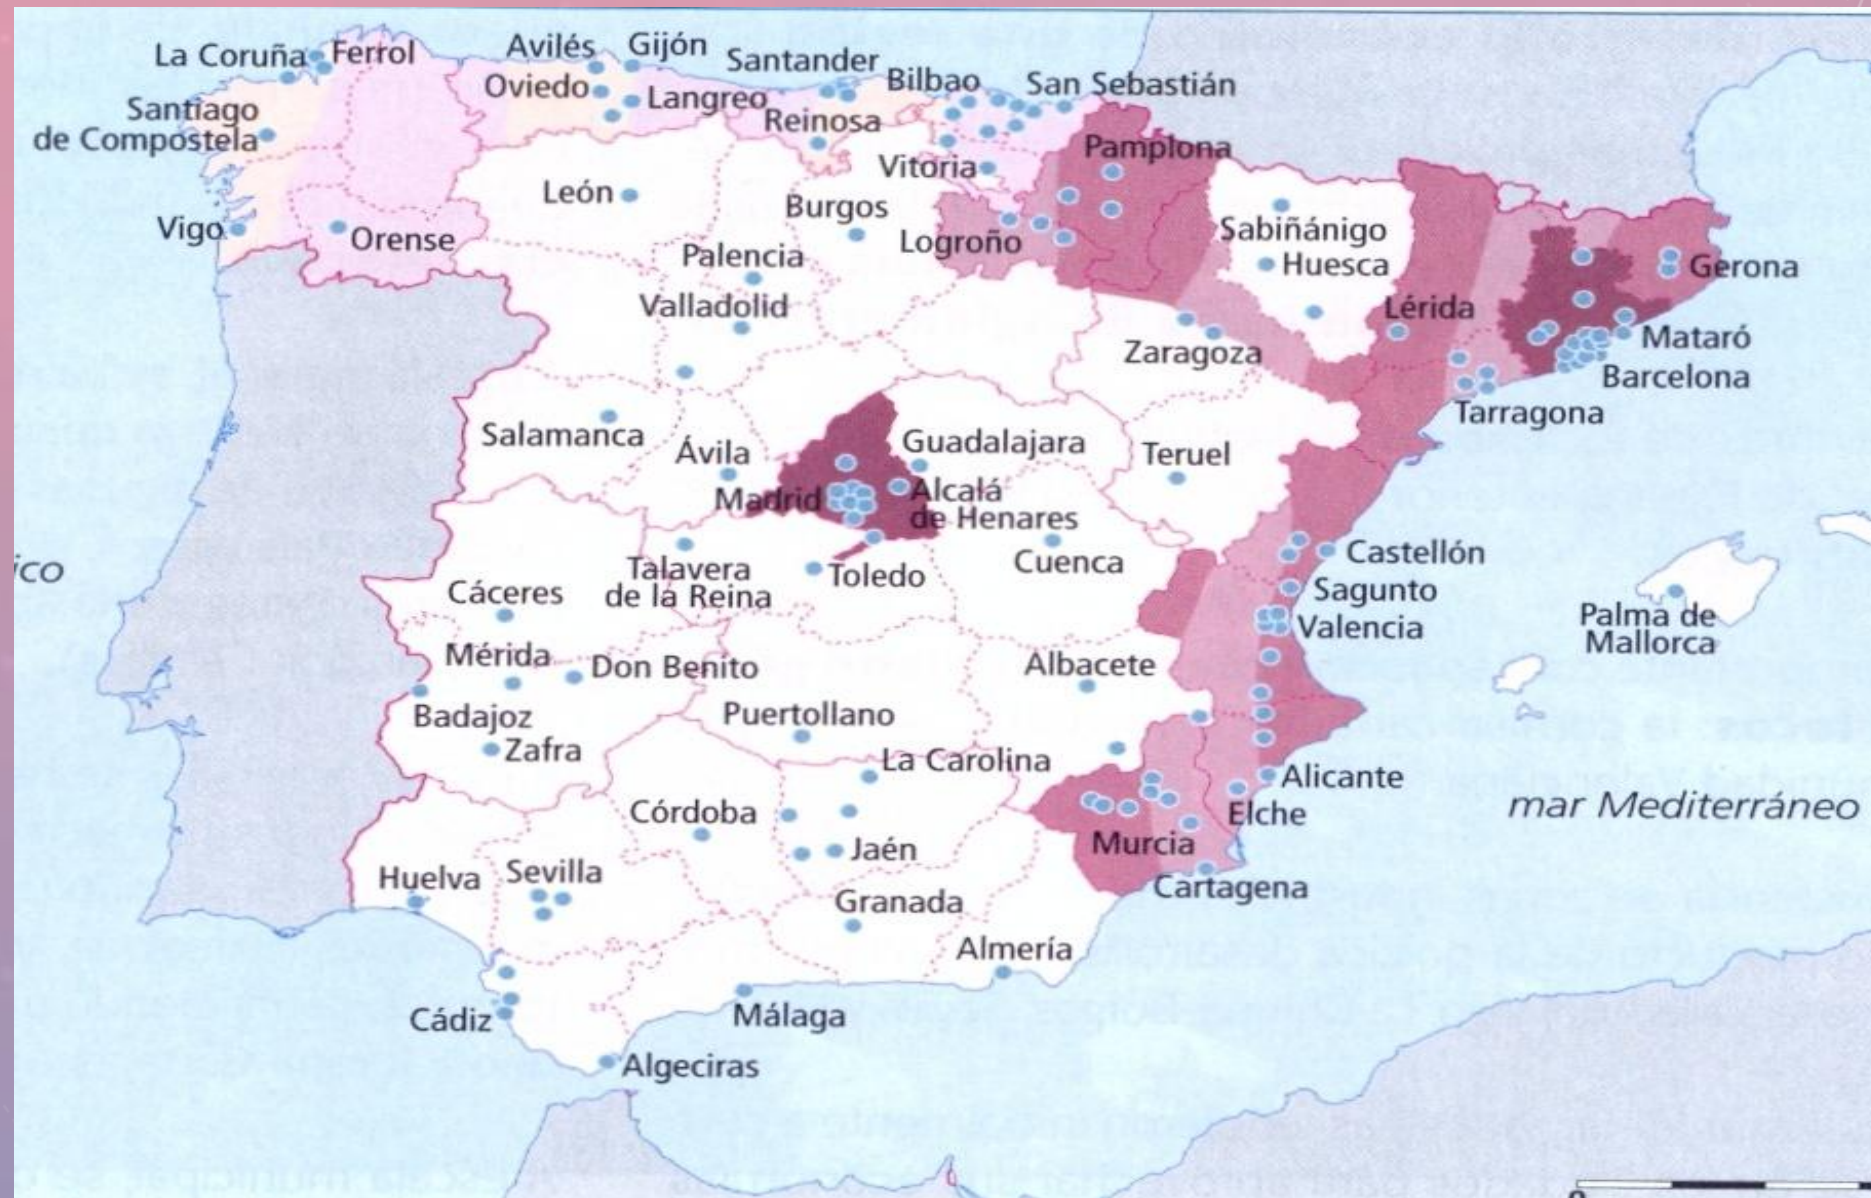 La Coruña
Ferrol
Avilés
Gijón
Santander
Bilbao
San Sebastián
Oviedo
Langreo
Santiago
de Compostela
Reinosa
Pamplona
Vitoria
León
Burgos
Vigo
Orense
Logroño
Sabiñánigo
Palencia
Huesca
Gerona
Valladolid
Lérida
Mataró
Zaragoza
Barcelona
Tarragona
Salamanca
Ávila
Guadalajara
Teruel
Madrid
Alcalá
de Henares
Cuenca
Castellón
ico
Talavera
de la Reina
Toledo
Cáceres
Sagunto
Palma de
Mallorca
Valencia
Mérida
Don Benito
Albacete
Badajoz
Puertollano
Zafra
La Carolina
Alicante
mar Mediterráneo
Córdoba
Elche
Murcia
Jaén
Huelva
Sevilla
Cartagena
Granada
Almería
Cádiz
Málaga
Algeciras
0